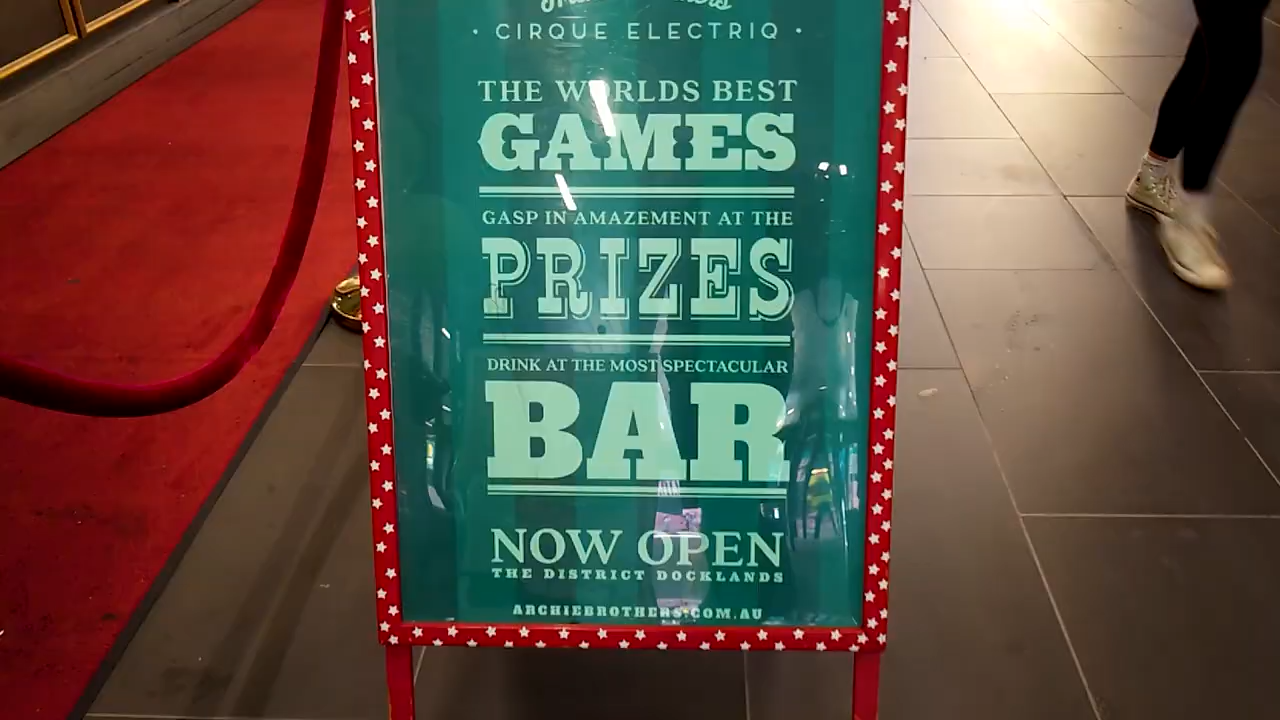 · CIRQUE ELECTRIQ ·
THE WORLDS BEST
GAMES
GASP IN AMAZEMENT AT THE
PRIZES
DRINK AT THE MOST SPECTACULAR
BAR
NOW OPEN
THE DISTRICT DOCKLANDS
ARCHIEBROTHERS.COM.AU